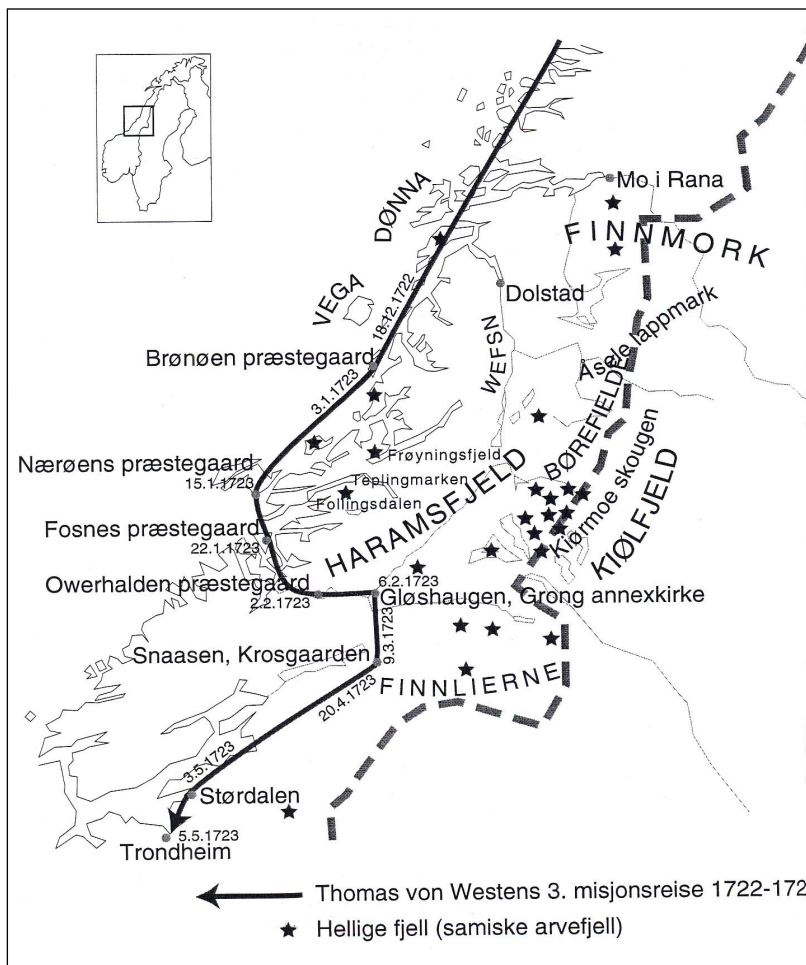 Mo i Rana
FINNMORK
DØNNA
VEGA
18.12.1722
Dolstad
Åsele lappmark
WEFSN
Brønøen præstegaard
3.1.1723
BØREFIELDE
Frøyningsfjeld
Nærøens præstegaard
15.1.1723
Teplingmarken
Follingsdalen
HARAMSFJELD
Kiørmoe skougen
KIØLFJELD
Fosnes præstegaard
22.1.1723
Owerhalden præstegaard
2.2.1723
6.2.1723
Gløshaugen, Grong annexkirke
9.3.1723
Snaasen, Krosgaarden
FINNLIERNE
20.4.1723
3.5.1723
Størdalen
5.5.1723
Trondheim
Thomas von Westens 3. misjonsreise 1722-172
Hellige fjell (samiske arvefjell)